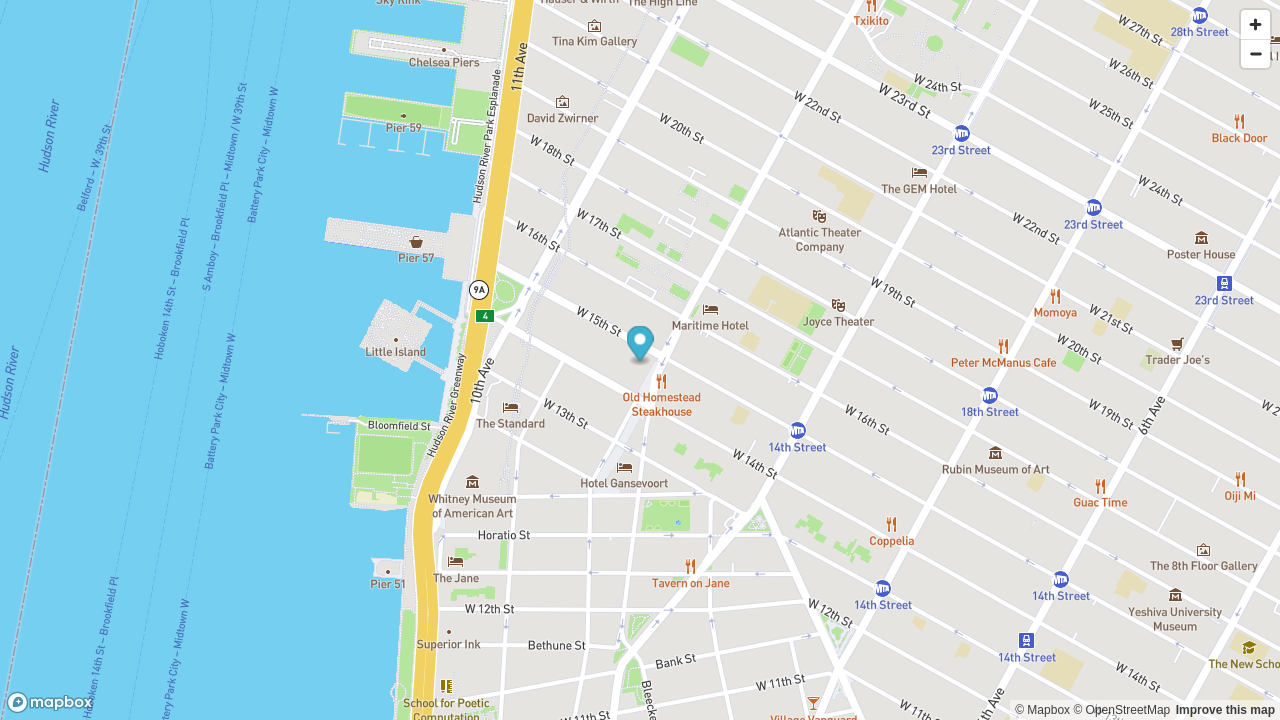 Sky Rink
Hauser & Wirth
The High Line
Txikito
28th Street
W 27th St
Tina Kim Gallery
Chelsea Piers
11th Ave
W 26th St
W 24th St
W 23rd St
W 25th St
W 22nd St
David Zwirner
Pier 59
W 20th St
Black Door
23rd Street
Hudson River
Belford – W 39th St
S Amboy – Brookfield Pl – Midtown / W 39th St
Battery Park City – Midtown W
Hudson River Park Esplanade
W 18th St
The GEM Hotel
W 24th St
23rd Street
W 17th St
Atlantic Theater
Company
W 22nd St
W 16th St
Pier 57
Poster House
Hoboken 14th St – Brookfield Pl
9A
W 19th St
23rd Street
Momoya
4
W 15th St
Maritime Hotel
Joyce Theater
W 21st St
Little Island
Peter McManus Cafe
W 20th St
Trader Joe's
Hudson River
Battery Park City – Midtown W
Hudson River Greenway
10th Ave
Old Homestead
Steakhouse
W 13th St
The Standard
W 16th St
18th Street
W 19th St
6th Ave
W 18th St
Bloomfield St
14th Street
W 14th St
Rubin Museum of Art
Hotel Gansevoort
Whitney Museum
of American Art
Guac Time
Oiji Mi
Horatio St
Coppelia
The 8th Floor Gallery
Pier 51
The Jane
Tavern on Jane
14th Street
14th Street
W 12th St
W 12th St
Yeshiva University
Museum
Hoboken 14th St – Brookfield Pl
Battery Park City – Midtown W
Superior Ink
Bethune St
Bank St
14th Street
The New Scho
W 14th St
W 11th St
Bleecke
School for Poetic
Computation
W 11th St
Village Vanguard
W 11th
7th Ave
mapbox
© Mapbox © OpenStreetMap Improve this map